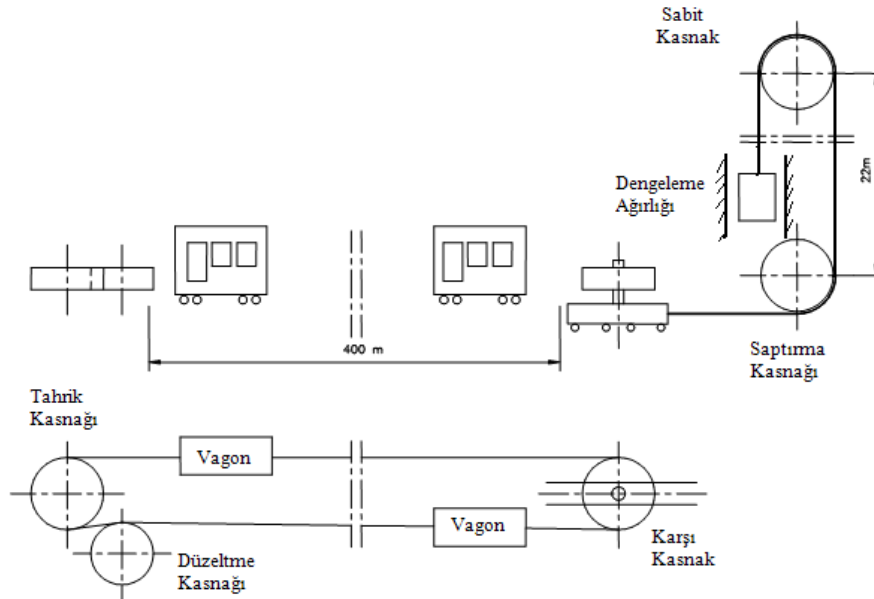 Sabit
Kasnak
Dengeleme
Ağırlığı
22m
400 m
Saptırma
Kasnağı
Tahrik
Kasnağı
Vagon
Vagon
Düzeltme
Kasnağı
Karşı
Kasnak